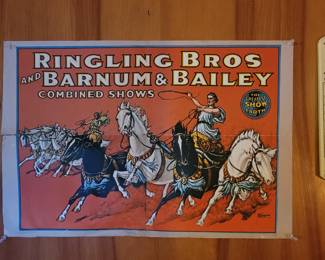 RINGLING BROS
AND BARNUM & BAILEY
COMBINED SHOWS
THE
GREATEST
SHOW
ON EARTH